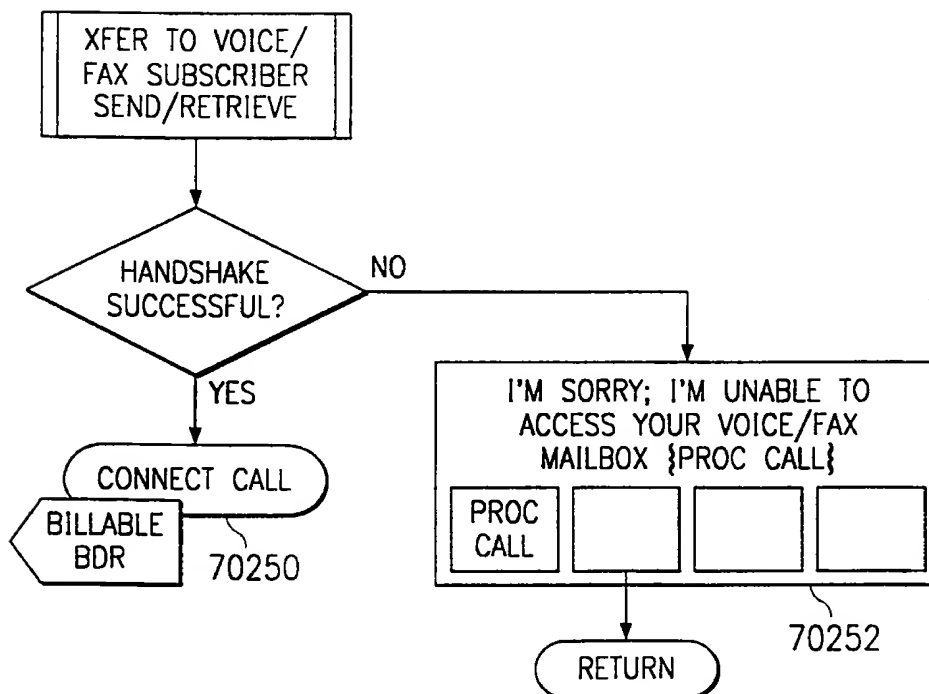 XFER TO VOICE/
FAX SUBSCRIBER
SEND/RETRIEVE
HANDSHAKE
SUCCESSFUL?
NO
YES
CONNECT CALL
BILLABLE
BDR
70250
I'M SORRY; I'M UNABLE TO
ACCESS YOUR VOICE/FAX
MAILBOX {PROC CALL{
PROC
CALL
70252
RETURN